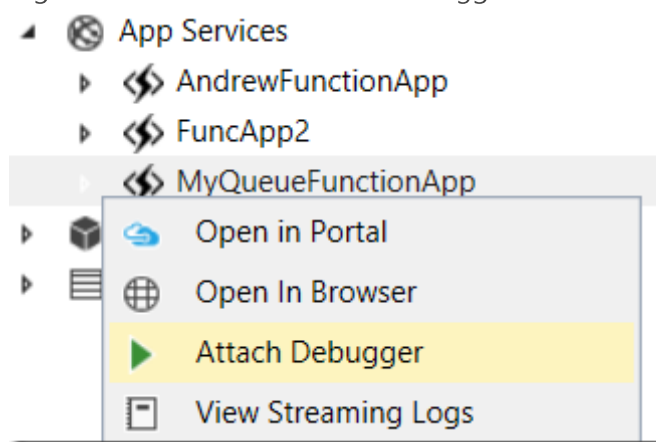 App Services
AndrewFunctionApp
FuncApp2
MyQueueFunctionApp
Open in Portal
Open In Browser
Attach Debugger
View Streaming Logs